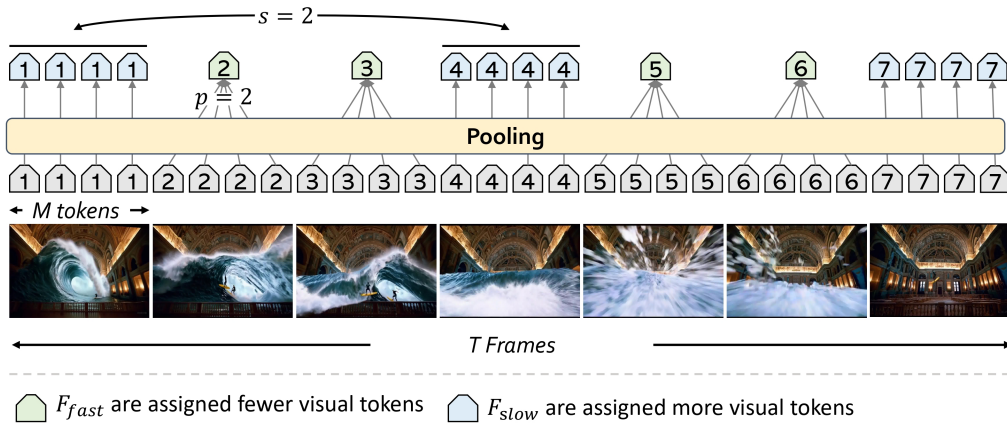 s = 2
1 1 1 1 2 3 4 4 4 4 5 6 7 7 7 7
p = 2
Pooling
1 1 1 1 2 2 2 2 3 3 3 3 4 4 4 4 5 5 5 5 6 6 6 6 7 7 7 7
M tokens
T Frames
F_fast are assigned fewer visual tokens
F_slow are assigned more visual tokens